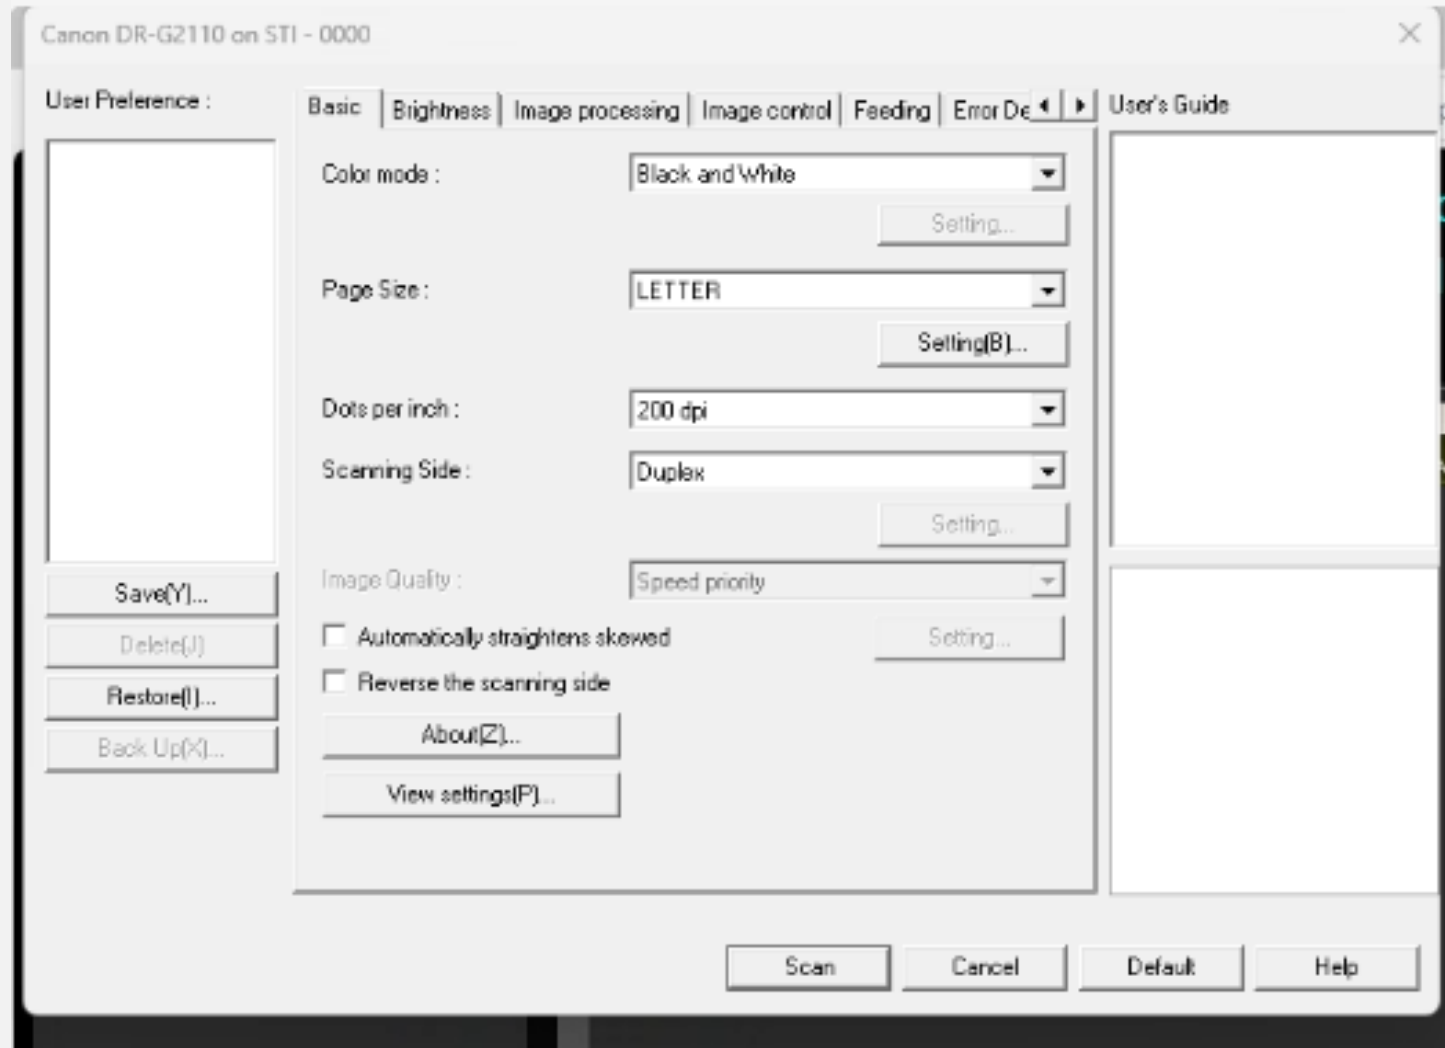 Canon DR-G2110 on STI - 0000
User Preference :
Save(Y)...
Delete(J)
Restore(I)...
Back Up(X)...
Basic
Brightness
Image processing
Image control
Feeding
Error De
Color mode :
Black and White
Setting...
Page Size :
LETTER
Setting(B)...
Dots per inch :
200 dpi
Scanning Side :
Duplex
Setting...
Image Quality :
Speed priority
Automatically straightens skewed
Setting...
Reverse the scanning side
About(Z)...
View settings(P)...
User's Guide
Scan
Cancel
Default
Help